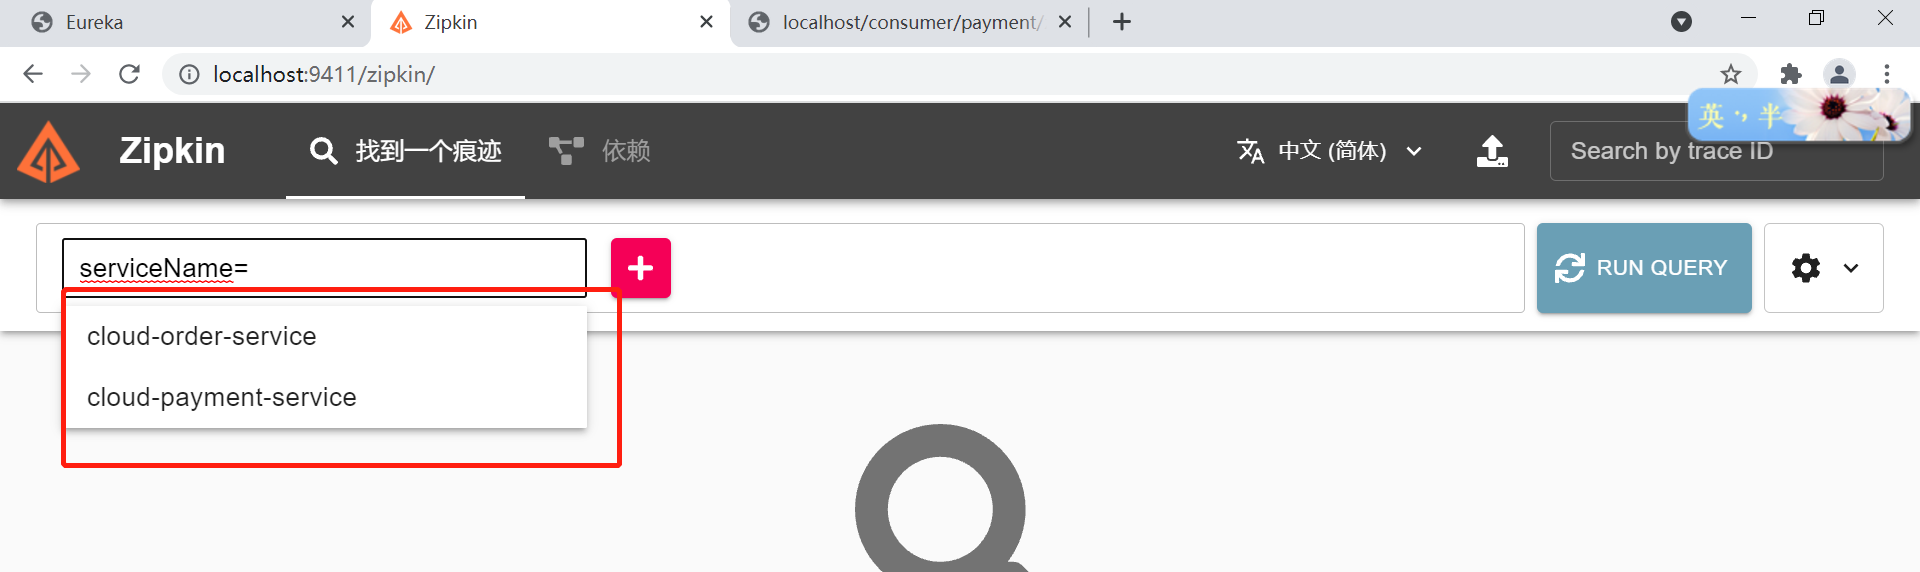 Eureka
Zipkin
localhost/consumer/payment/
localhost:9411/zipkin/
英 半
Zipkin
找到一个痕迹
依赖
中文 (简体)
Search by trace ID
serviceName=
RUN QUERY
cloud-order-service
cloud-payment-service